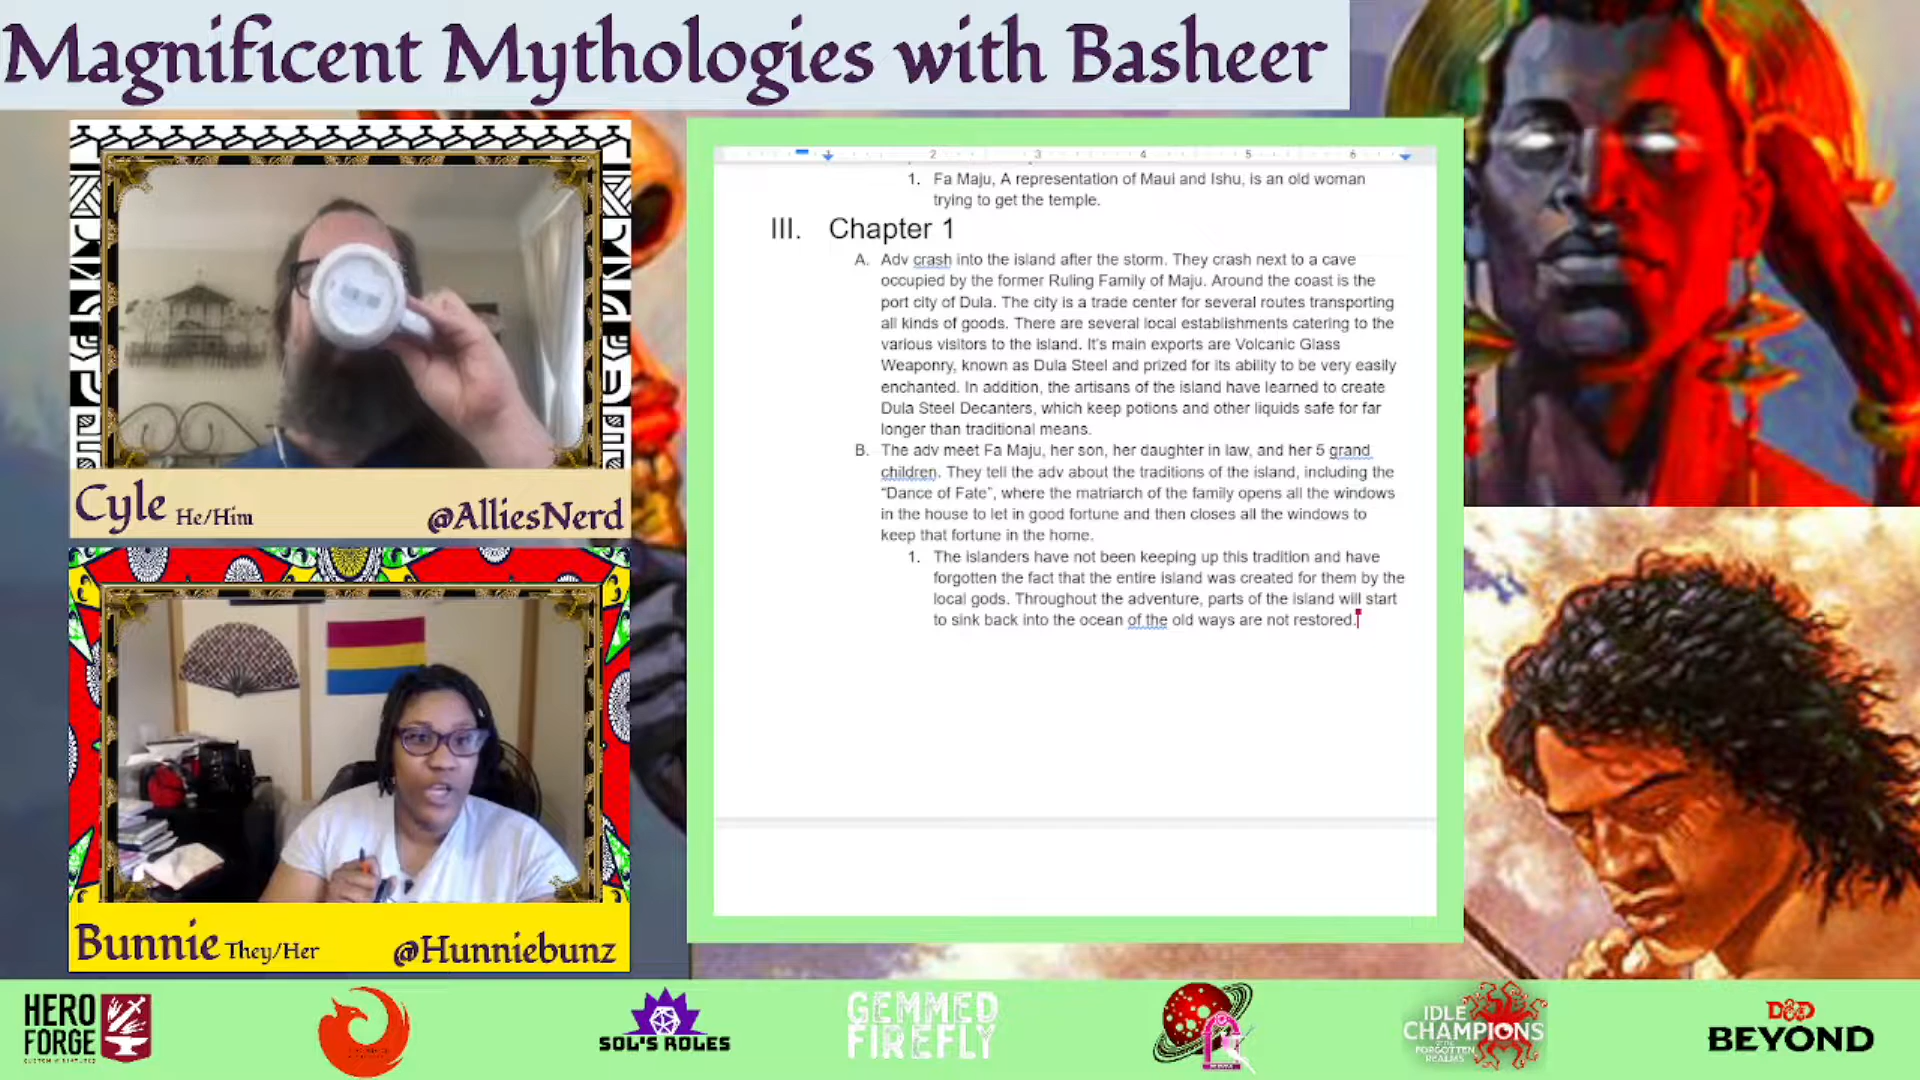 Magnificent Mythologies with Basheer
Cyle He/Him @AlliesNerd
Bunnie They/Her @Hunniebunz
2 3 4 5 6
1. Fa Maju, A representation of Maui and Ishu, is an old woman
trying to get the temple.
III. Chapter 1
A. Adv crash into the island after the storm. They crash next to a cave
occupied by the former Ruling Family of Maju. Around the coast is the
port city of Dula. The city is a trade center for several routes transporting
all kinds of goods. There are several local establishments catering to the
various visitors to the island. It's main exports are Volcanic Glass
Weaponry, known as Dula Steel and prized for its ability to be very easily
enchanted. In addition, the artisans of the island have learned to create
Dula Steel Decanters, which keep potions and other liquids safe for far
longer than traditional means.
B. The adv meet Fa Maju, her son, her daughter in law, and her 5 grand
children. They tell the adv about the traditions of the island, including the
“Dance of Fate”, where the matriarch of the family opens all the windows
in the house to let in good fortune and then closes all the windows to
keep that fortune in the home.
1. The islanders have not been keeping up this tradition and have
forgotten the fact that the entire island was created for them by the
local gods. Throughout the adventure, parts of the island will start
to sink back into the ocean of the old ways are not restored.
HERO
FORGE
SOL'S ROLES
GEMMED
FIREFLY
IDLE
CHAMPIONS
FORGOTTEN
REALMS
D&D
BEYOND